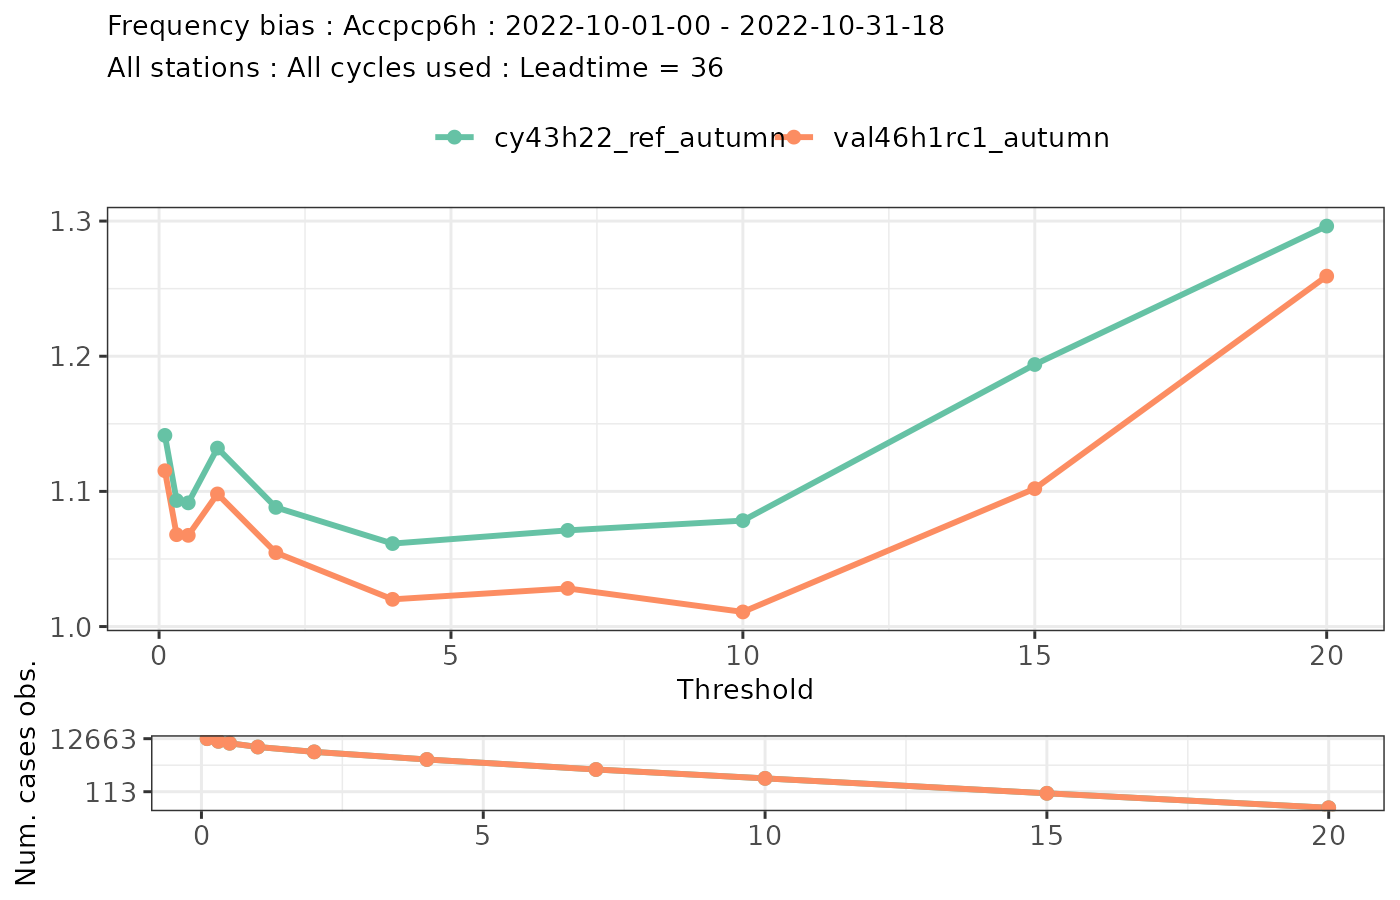 Frequency bias : Accpcp6h : 2022-10-01-00 - 2022-10-31-18
All stations : All cycles used : Leadtime = 36
cy43h22_ref_autumn val46h1rc1_autumn
1.3
1.2
1.1
1.0
0 5 10 15 20
Threshold
Num. cases obs.
12663
113
0 5 10 15 20